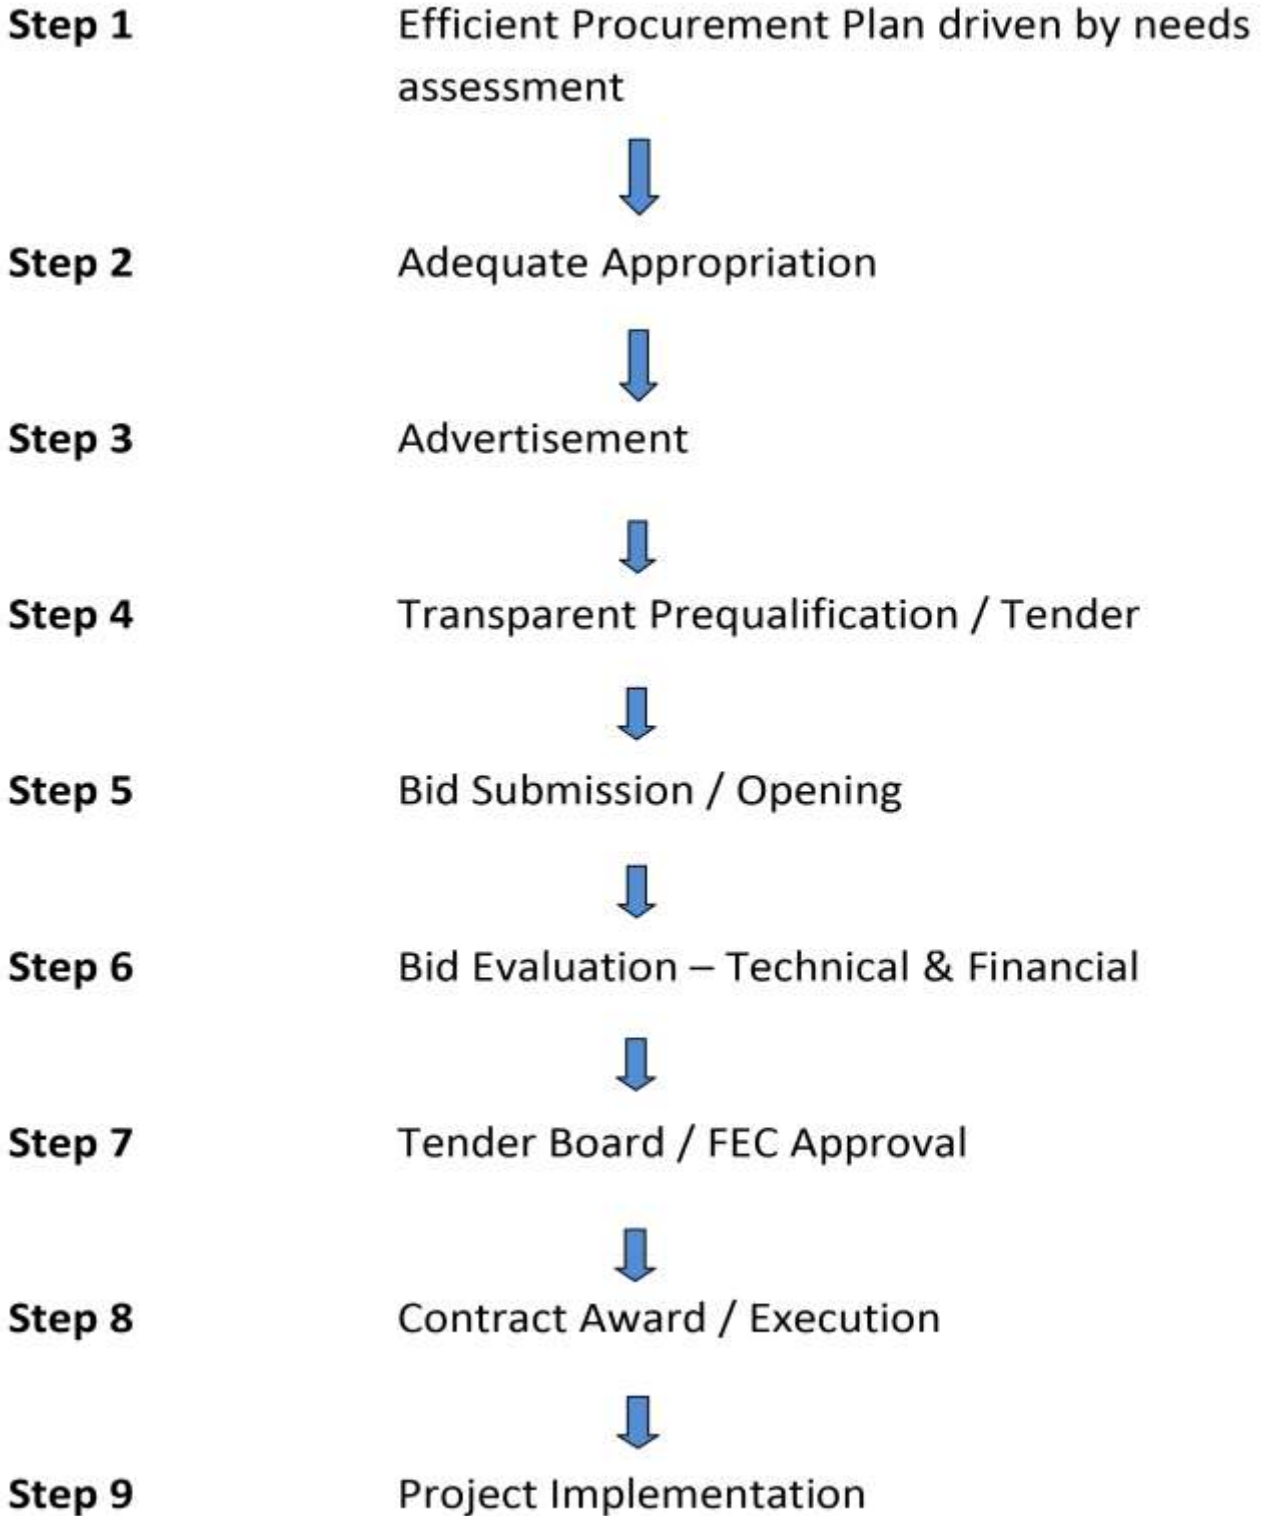 Step 1 Efficient Procurement Plan driven by needs
assessment
Step 2 Adequate Appropriation
Step 3 Advertisement
Step 4 Transparent Prequalification / Tender
Step 5 Bid Submission / Opening
Step 6 Bid Evaluation – Technical & Financial
Step 7 Tender Board / FEC Approval
Step 8 Contract Award / Execution
Step 9 Project Implementation